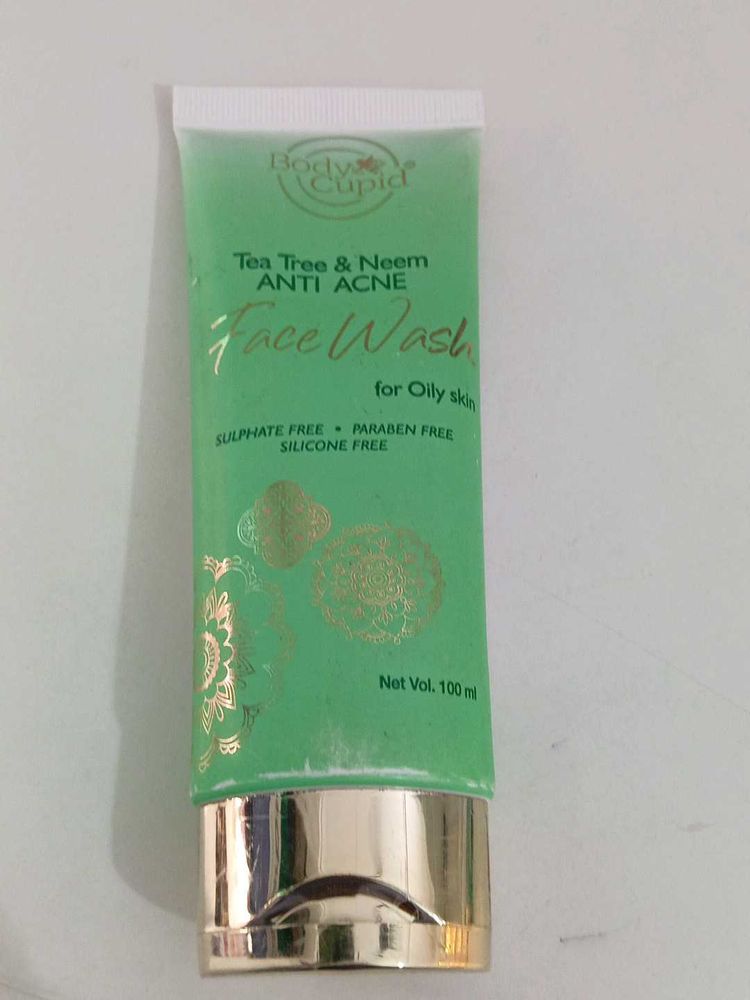 Body
Cupid®
Tea Tree & Neem
ANTI ACNE
Face Wash
for Oily skin
SULPHATE FREE • PARABEN FREE
SILICONE FREE
Net Vol. 100 ml